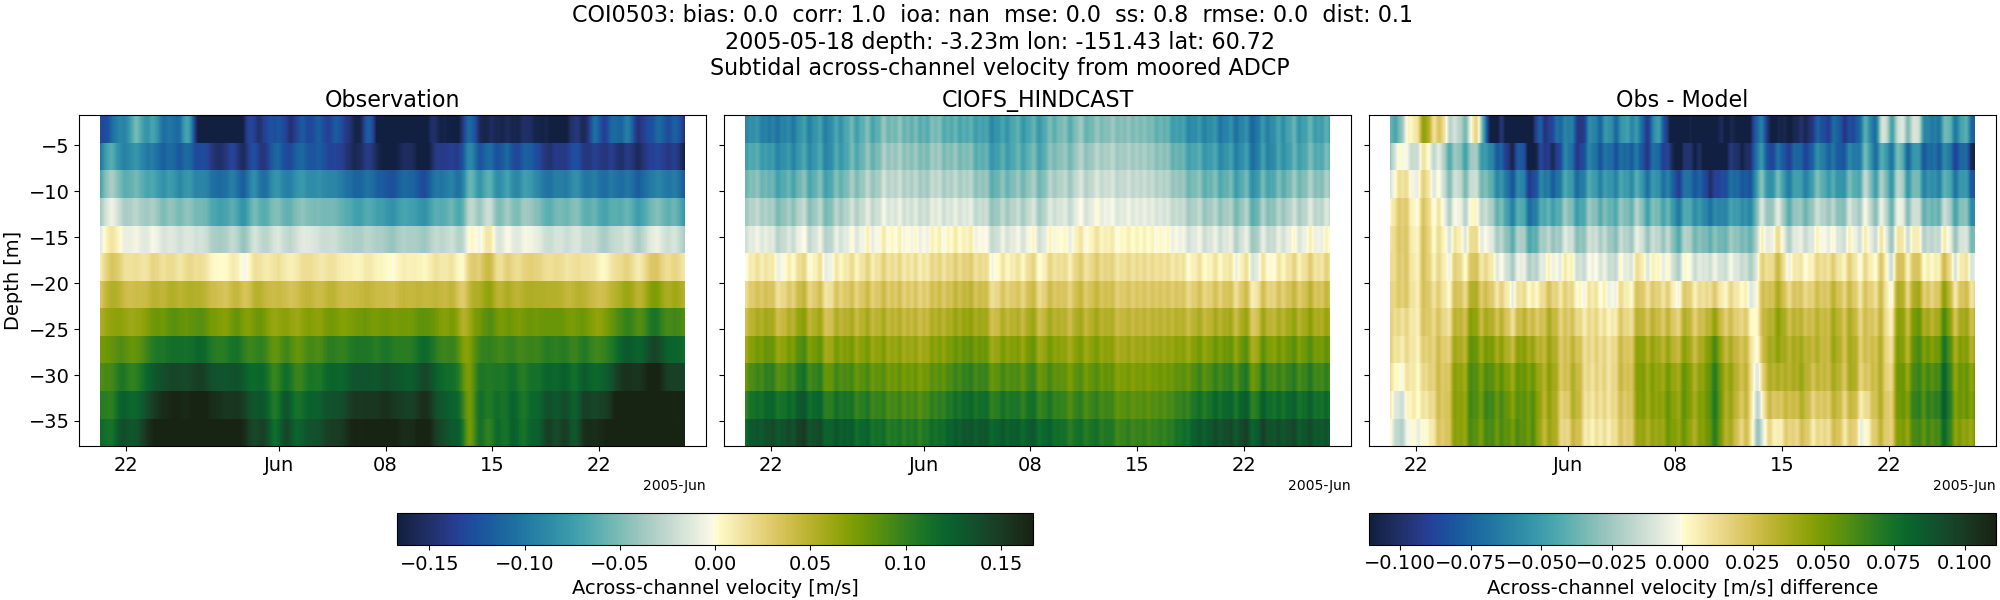 COI0503: bias: 0.0 corr: 1.0 ioa: nan mse: 0.0 ss: 0.8 rmse: 0.0 dist: 0.1
2005-05-18 depth: -3.23m lon: -151.43 lat: 60.72
Subtidal across-channel velocity from moored ADCP
Observation
CIOFS_HINDCAST
Obs - Model
Depth [m]
−5
−10
−15
−20
−25
−30
−35
22 Jun 08 15 22
2005-Jun
22 Jun 08 15 22
2005-Jun
22 Jun 08 15 22
2005-Jun
−0.15 −0.10 −0.05 0.00 0.05 0.10 0.15
Across-channel velocity [m/s]
−0.100 −0.075 −0.050 −0.025 0.000 0.025 0.050 0.075 0.100
Across-channel velocity [m/s] difference